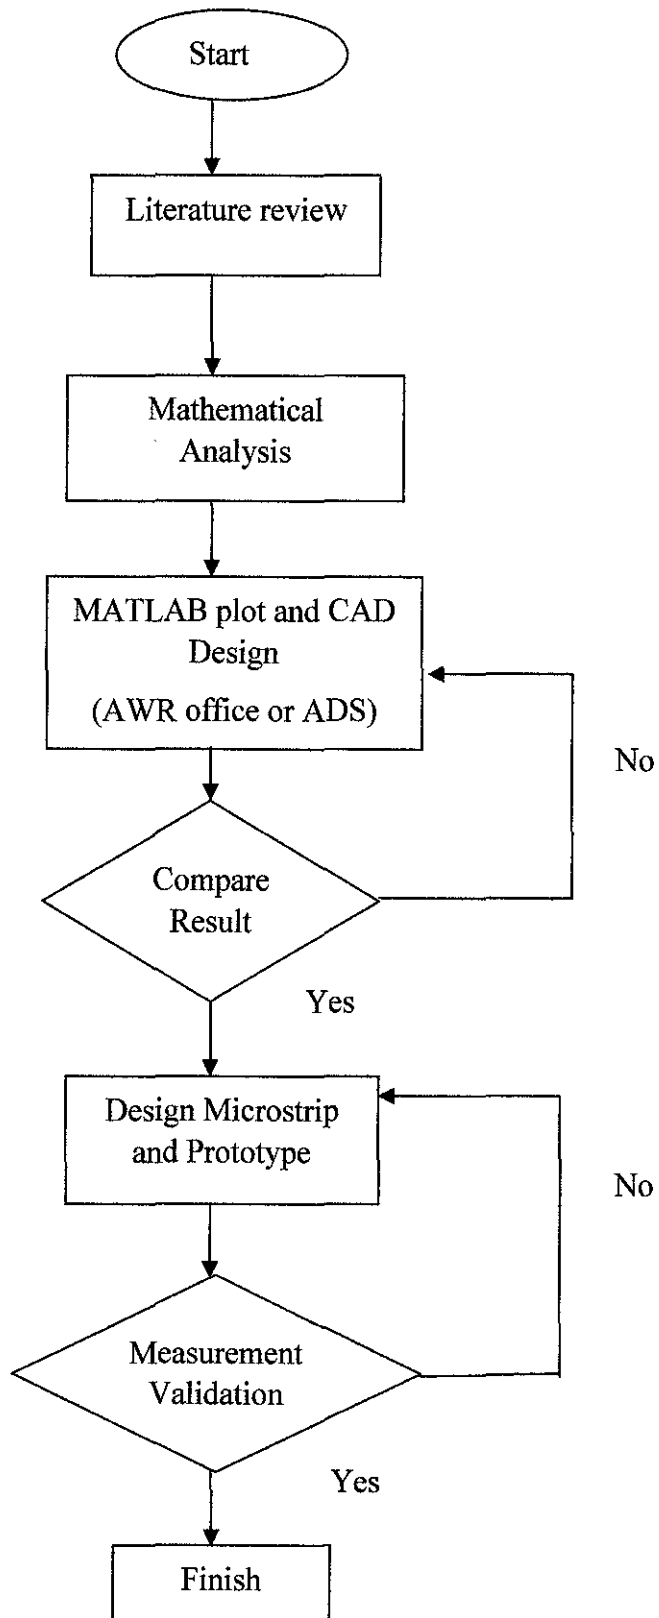 Start
Literature review
Mathematical
Analysis
MATLAB plot and CAD
Design
(AWR office or ADS)
No
Compare
Result
Yes
Design Microstrip
and Prototype
No
Measurement
Validation
Yes
Finish